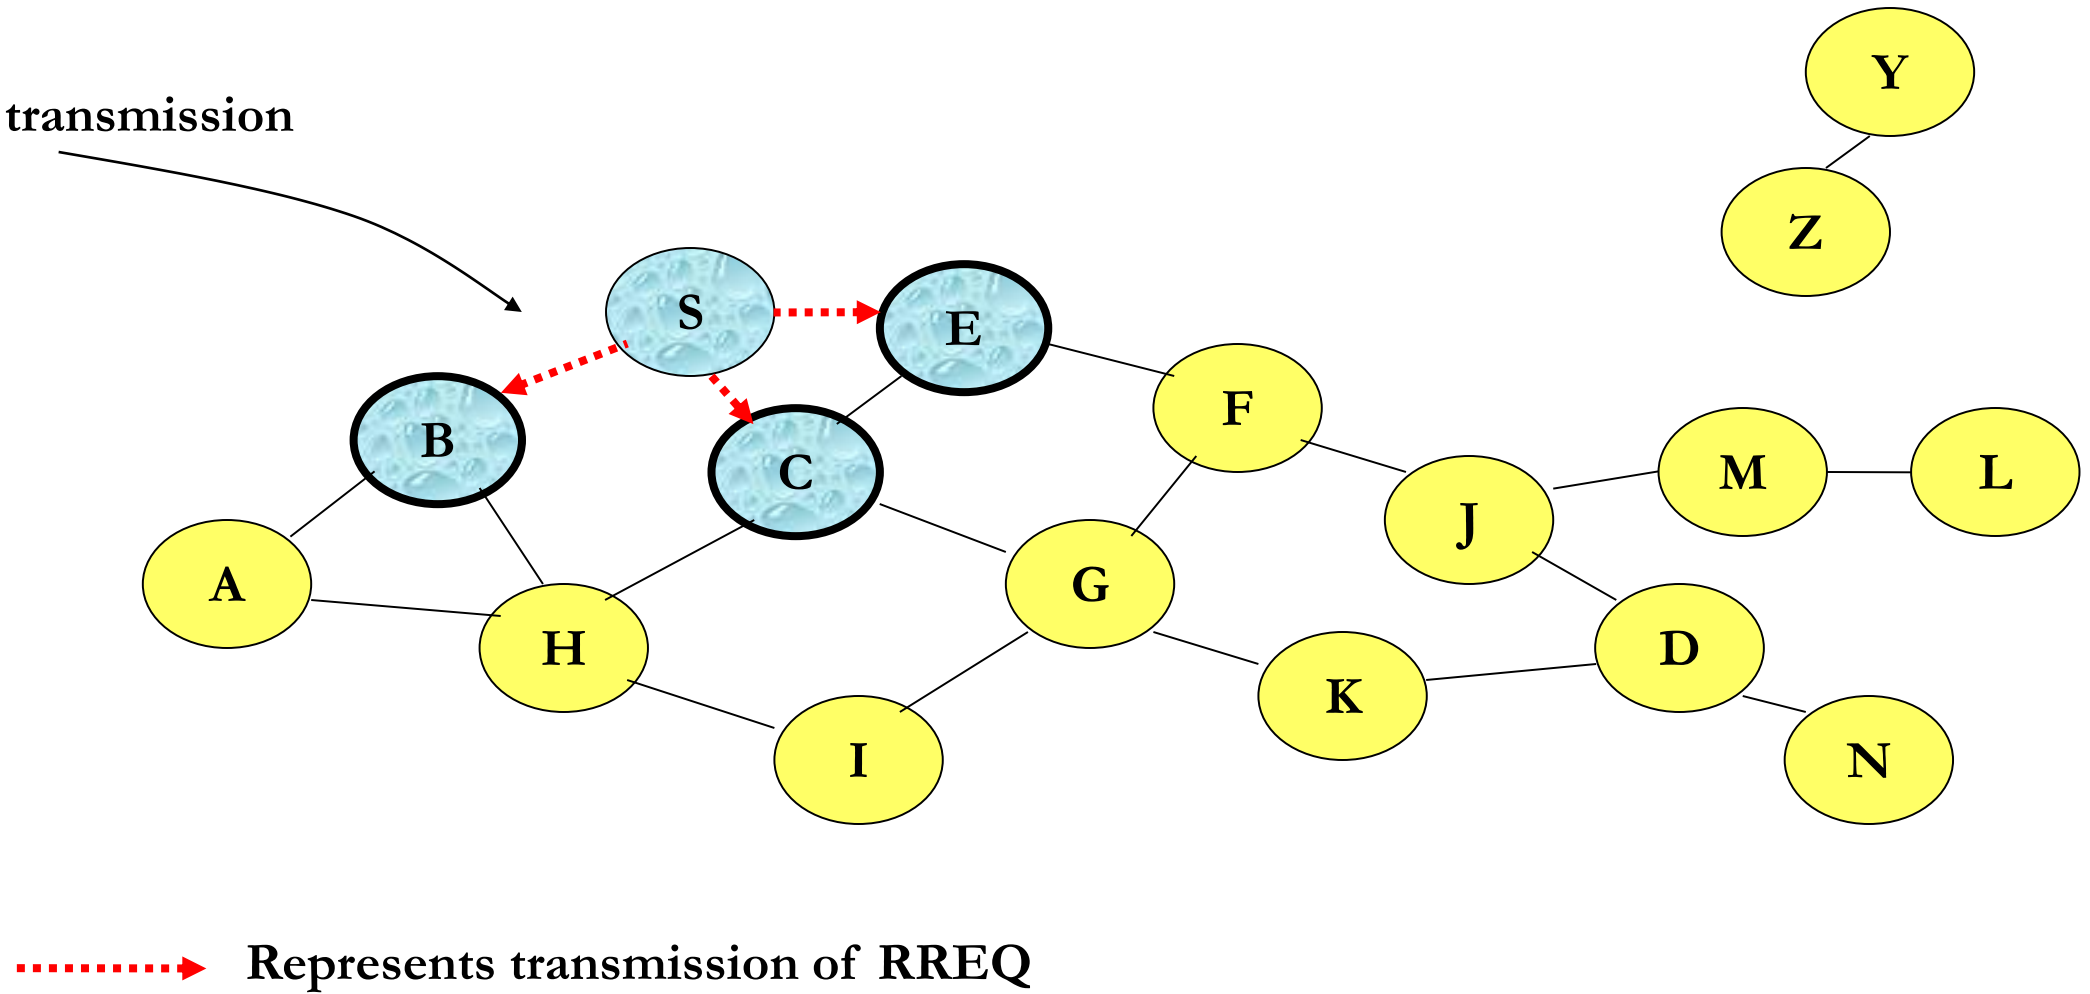 Y
transmission
Z
S
E
F
B
C
M
L
J
A
G
H
D
K
I
N
Represents transmission of RREQ